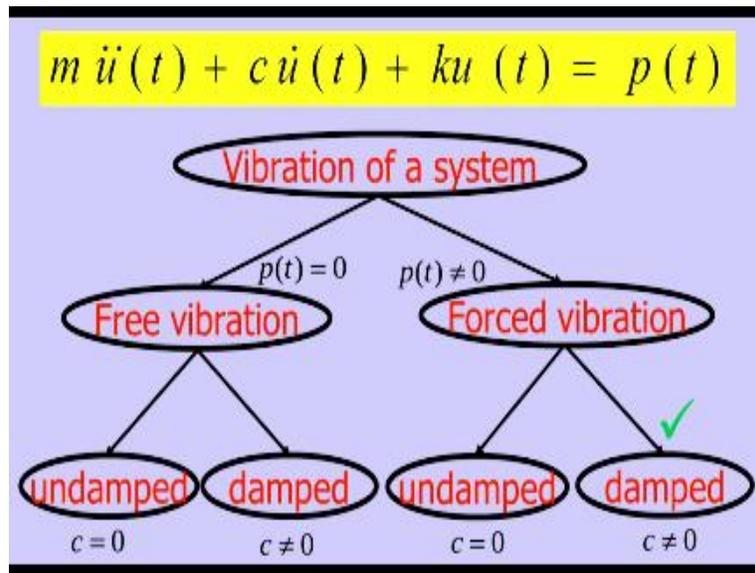 m ü(t) + c u̇(t) + ku (t) = p(t)
Vibration of a system
p(t) = 0 p(t) ≠ 0
Free vibration Forced vibration
undamped damped undamped damped
c = 0 c ≠ 0 c = 0 c ≠ 0